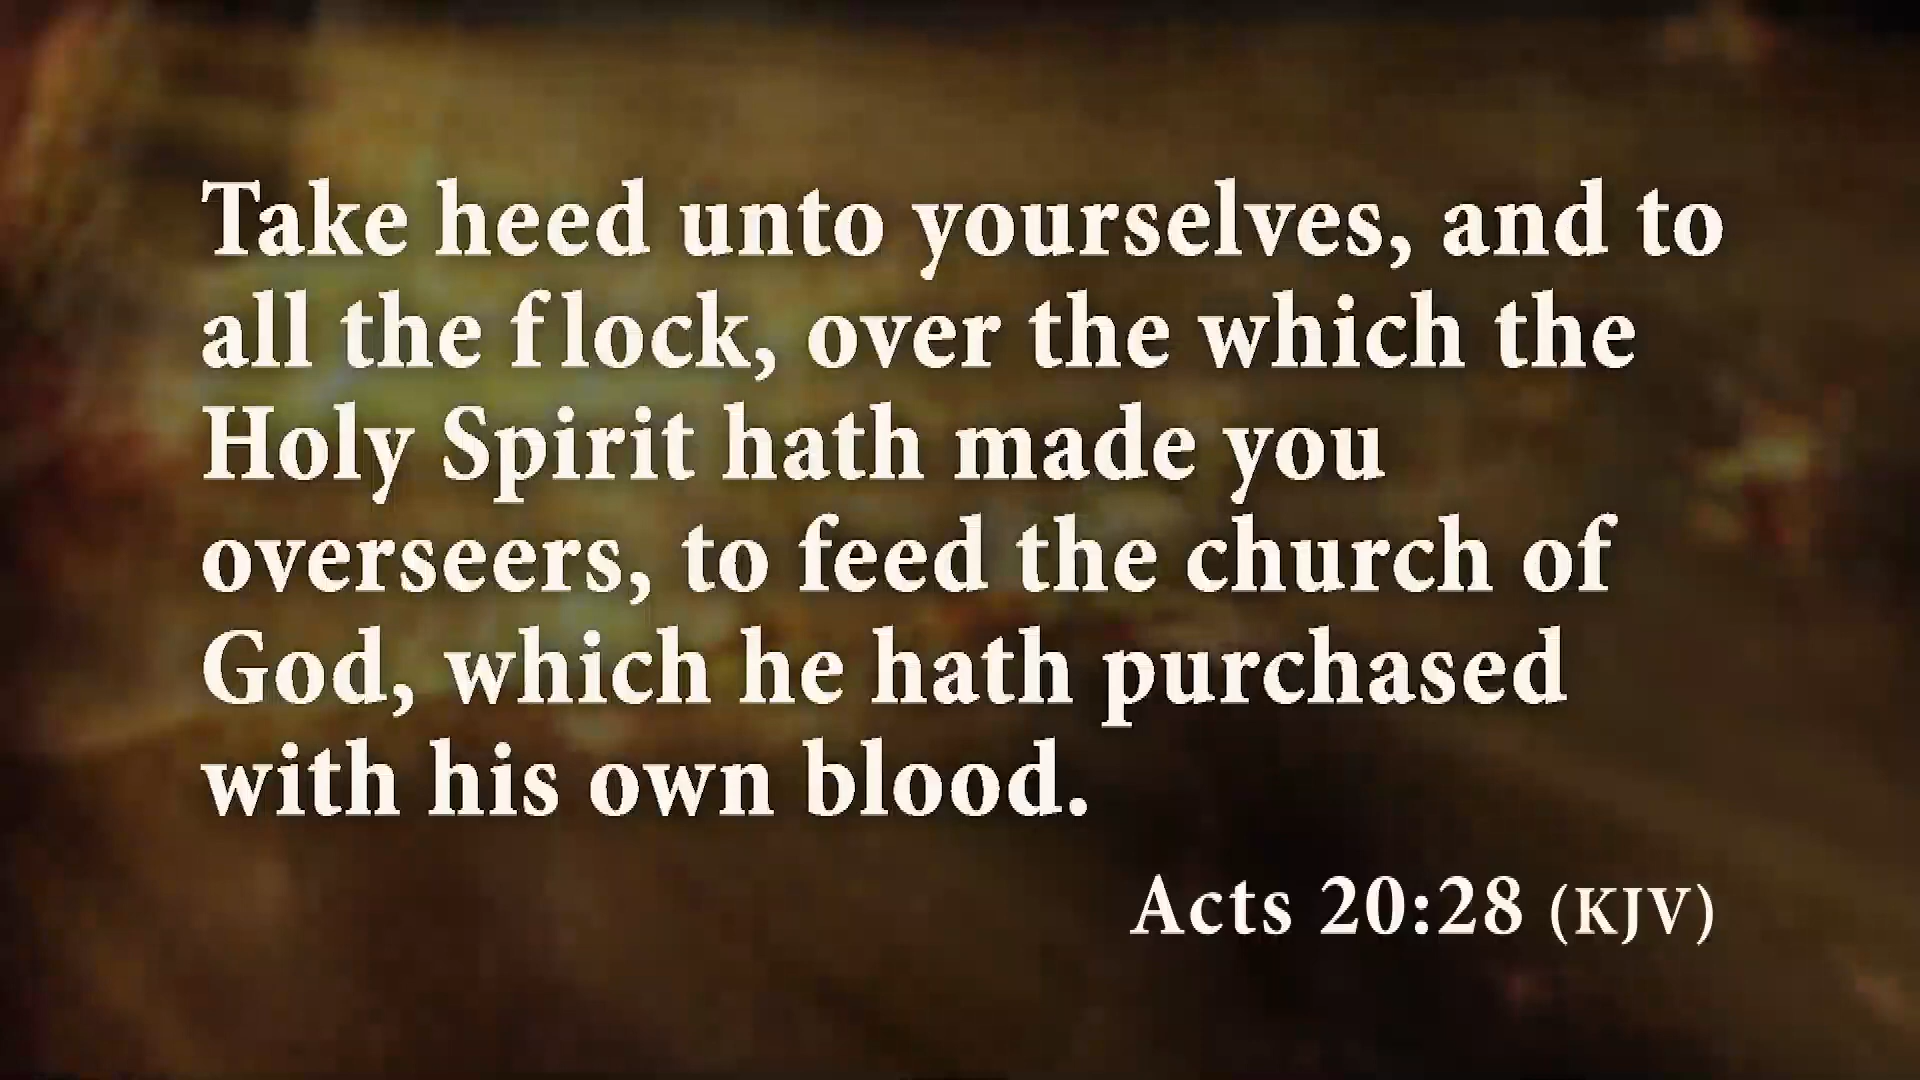 Take heed unto yourselves, and to
all the flock, over the which the
Holy Spirit hath made you
overseers, to feed the church of
God, which he hath purchased
with his own blood.
Acts 20:28 (KJV)